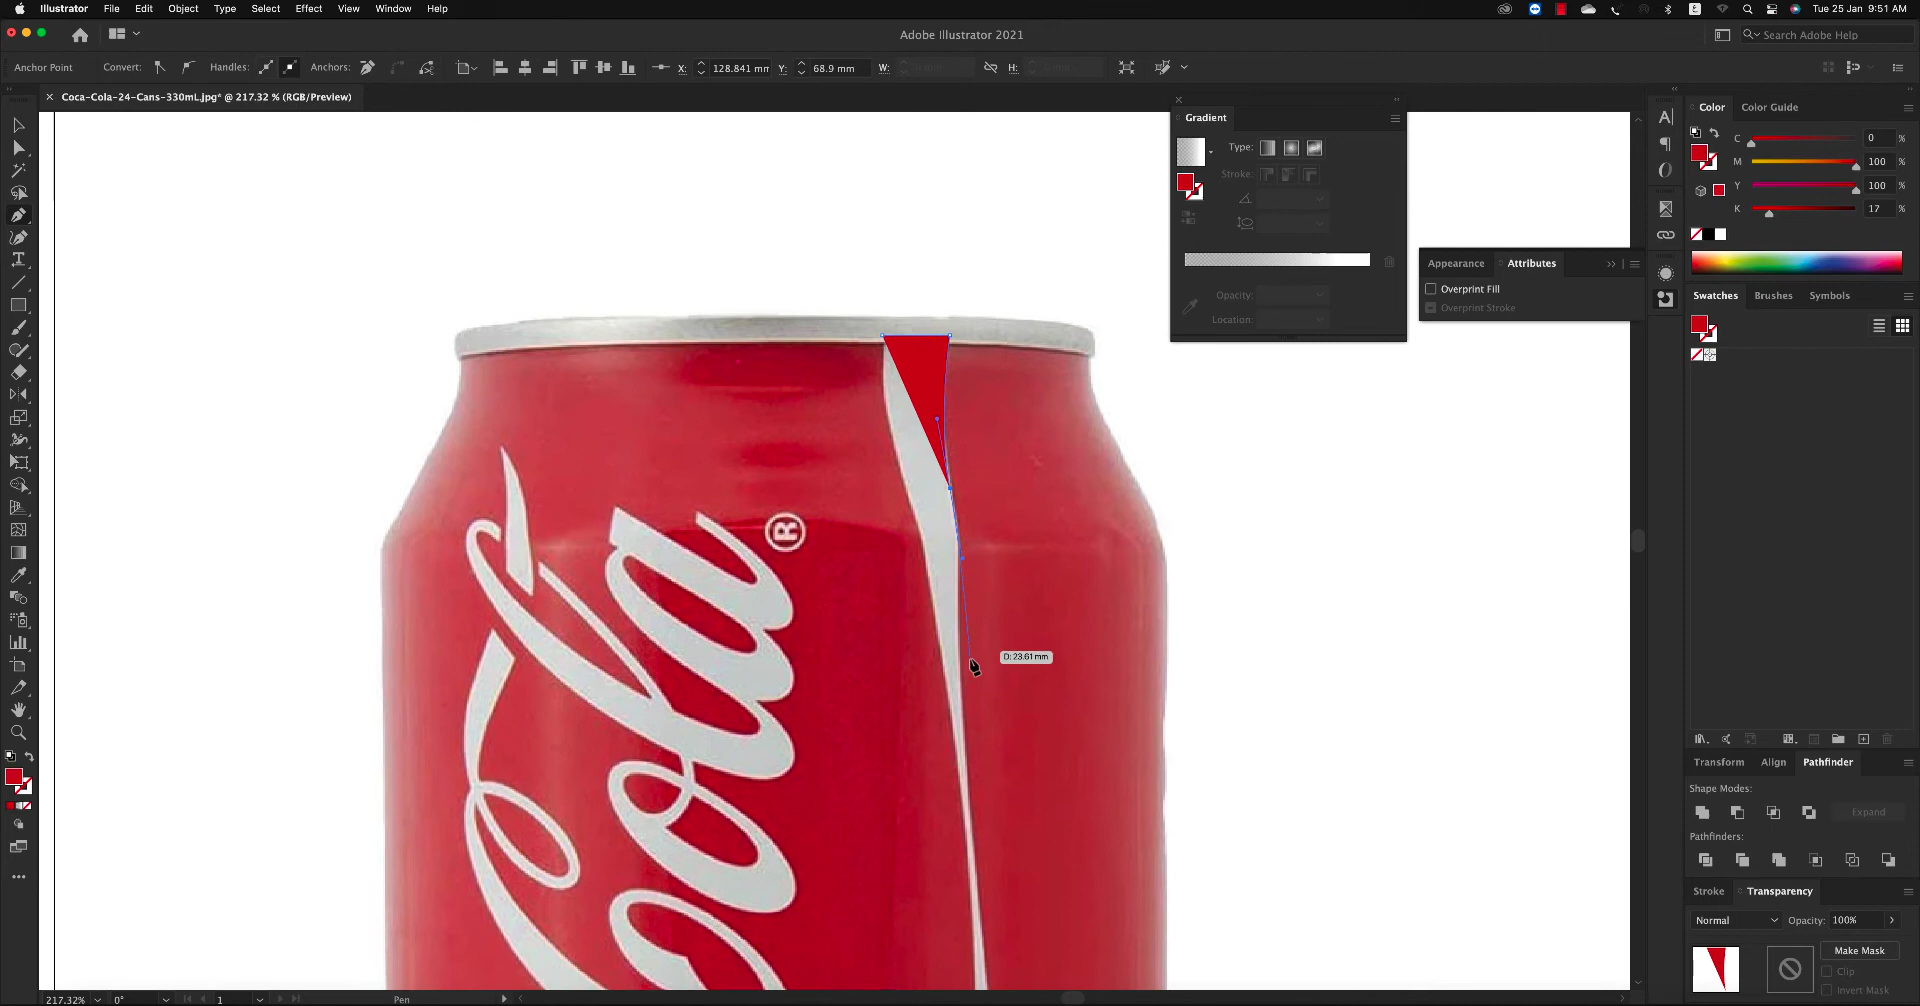 Illustrator File Edit Object Type Select Effect View Window Help
Tue 25 Jan 9:51 AM
Adobe Illustrator 2021
Search Adobe Help
Anchor Point Convert: Handles: Anchors: X: 128.841 mm Y: 68.9 mm W: H:
Coca-Cola-24-Cans-330mL.jpg* @ 217.32 % (RGB/Preview)
Gradient
Type:
Stroke:
Opacity:
Location:
Appearance Attributes
Overprint Fill
Overprint Stroke
Color Color Guide
C 0 %
M 100 %
Y 100 %
K 17 %
Swatches Brushes Symbols
D: 23.61 mm
®
Cola
Transform Align Pathfinder
Shape Modes:
Expand
Pathfinders:
Stroke Transparency
Normal Opacity: 100%
Make Mask
Clip
Invert Mask
217.32% 0° 1 Pen